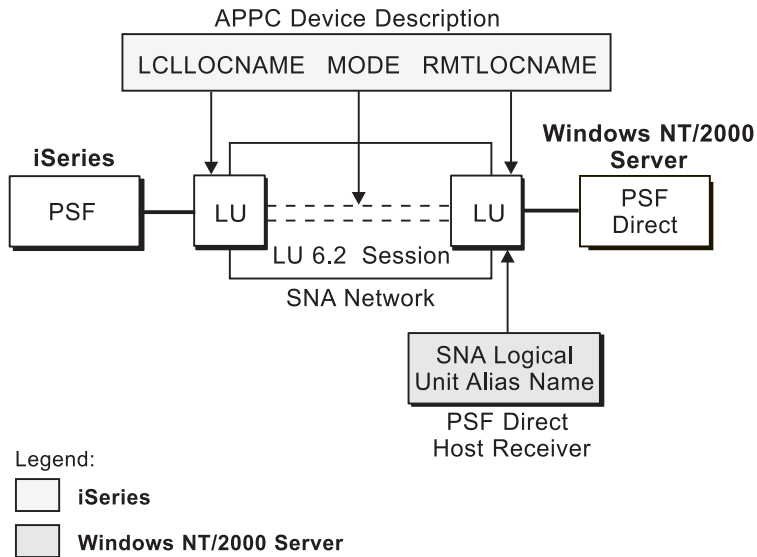 APPC Device Description
LCLLOCNAME MODE RMTLOCNAME
iSeries
Windows NT/2000
Server
PSF
LU
LU
PSF
Direct
LU 6.2 Session
SNA Network
SNA Logical
Unit Alias Name
PSF Direct
Host Receiver
Legend:
iSeries
Windows NT/2000 Server